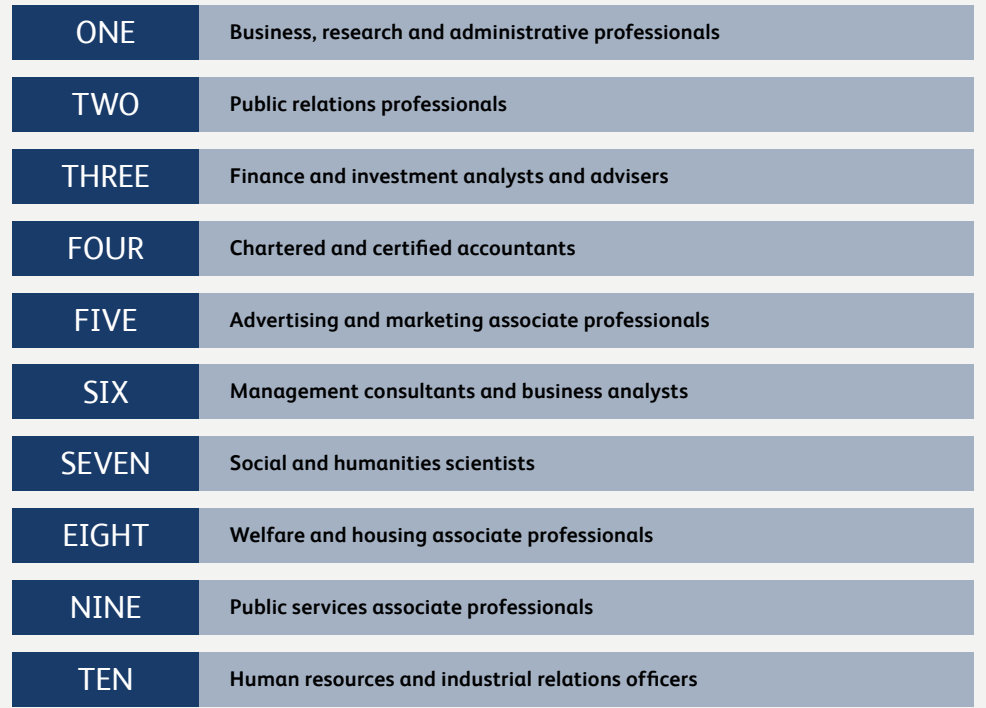 ONE Business, research and administrative professionals
TWO Public relations professionals
THREE Finance and investment analysts and advisers
FOUR Chartered and certified accountants
FIVE Advertising and marketing associate professionals
SIX Management consultants and business analysts
SEVEN Social and humanities scientists
EIGHT Welfare and housing associate professionals
NINE Public services associate professionals
TEN Human resources and industrial relations officers